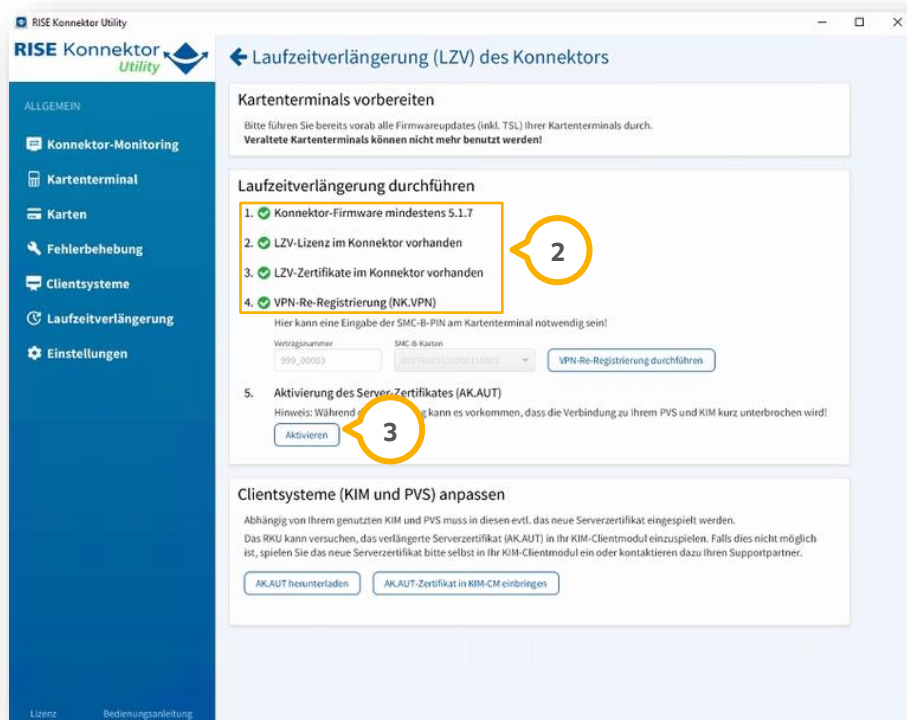 RISE Konnektor Utility
RISE Konnektor
Utility
ALLGEMEIN
Konnektor-Monitoring
Kartenterminal
Karten
Fehlerbehebung
Clientsysteme
Laufzeitverlängerung
Einstellungen
Lizenz Bedienungsanleitung
Laufzeitverlängerung (LZV) des Konnektors
Kartenterminals vorbereiten
Bitte führen Sie bereits vorab alle Firmwareupdates (inkl. TSL) Ihrer Kartenterminals durch.
Veraltete Kartenterminals können nicht mehr benutzt werden!
Laufzeitverlängerung durchführen
1. Konnektor-Firmware mindestens 5.1.7
2. LZV-Lizenz im Konnektor vorhanden
3. LZV-Zertifikate im Konnektor vorhanden
4. VPN-Re-Registrierung (NK.VPN)
2
Hier kann eine Eingabe der SMC-B-PIN am Kartenterminal notwendig sein!
Vertragsnummer SMC-B-Karten
999_00003 VPN-Re-Registrierung durchführen
5. Aktivierung des Server-Zertifikates (AK.AUT)
Hinweis: Während kann es vorkommen, dass die Verbindung zu Ihrem PVS und KIM kurz unterbrochen wird!
Aktivieren
3
Clientsysteme (KIM und PVS) anpassen
Abhängig von Ihrem genutzten KIM und PVS muss in diesen evtl. das neue Serverzertifikat eingespielt werden.
Das RKU kann versuchen, das verlängerte Serverzertifikat (AK.AUT) in Ihr KIM-Clientmodul einzuspielen. Falls dies nicht möglich
ist, spielen Sie das neue Serverzertifikat bitte selbst in Ihr KIM-Clientmodul ein oder kontaktieren dazu Ihren Supportpartner.
AK.AUT herunterladen AK.AUT-Zertifikat in KIM-CM einbringen